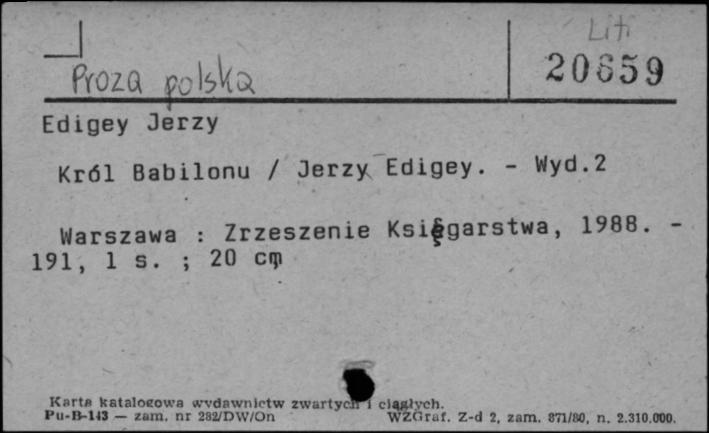 Liti
Proza polska
20659
Edigey Jerzy
Król Babilonu / Jerzy Edigey. - Wyd.2
Warszawa : Zrzeszenie Księgarstwa, 1988. -
191, 1 s. ; 20 cm
Karta katalogowa wydawnictw zwartych i ciągłych.
Pu-B-143 — zam. nr 282/DW/On WZGraf. Z-d 2, zam. 871/80, n. 2.310.000.